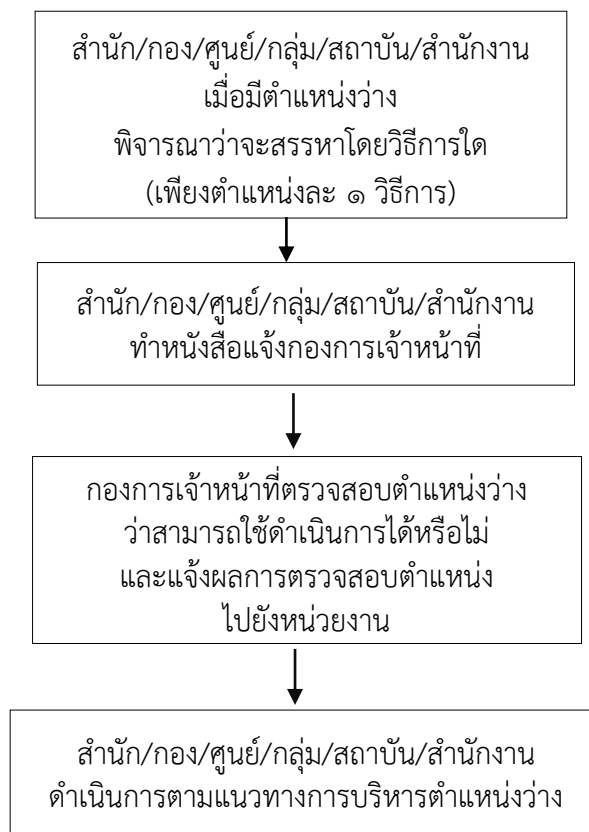 สำนัก/กอง/ศูนย์/กลุ่ม/สถาบัน/สำนักงาน
เมื่อมีตำแหน่งว่าง
พิจารณาว่าจะสรรหาโดยวิธีการใด
(เพียงตำแหน่งละ ๑ วิธีการ)
สำนัก/กอง/ศูนย์/กลุ่ม/สถาบัน/สำนักงาน
ทำหนังสือแจ้งกองการเจ้าหน้าที่
กองการเจ้าหน้าที่ตรวจสอบตำแหน่งว่าง
ว่าสามารถใช้ดำเนินการได้หรือไม่
และแจ้งผลการตรวจสอบตำแหน่ง
ไปยังหน่วยงาน
สำนัก/กอง/ศูนย์/กลุ่ม/สถาบัน/สำนักงาน
ดำเนินการตามแนวทางการบริหารตำแหน่งว่าง